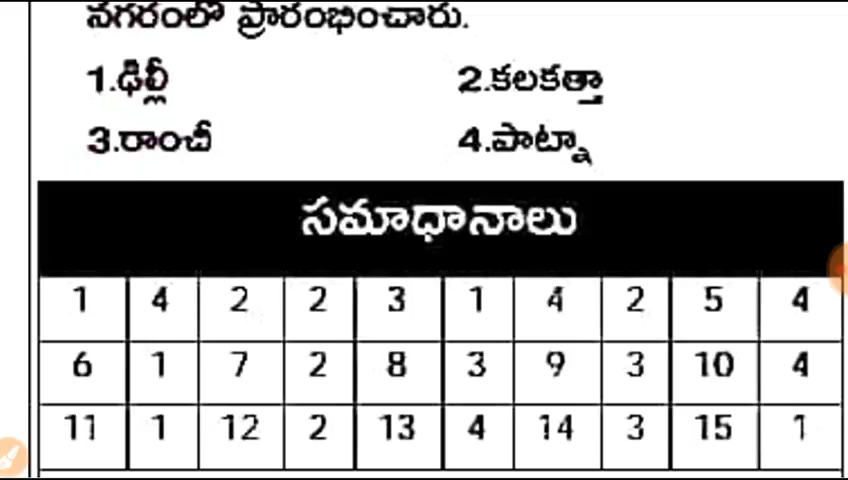 నగరంలో ప్రారంభించారు.
1.ఢిల్లీ 2.కలకత్తా
3.రాంచీ 4.పాట్నా
సమాధానాలు
1 4 2 2 3 1 4 2 5 4
6 1 7 2 8 3 9 3 10 4
11 1 12 2 13 4 14 3 15 1